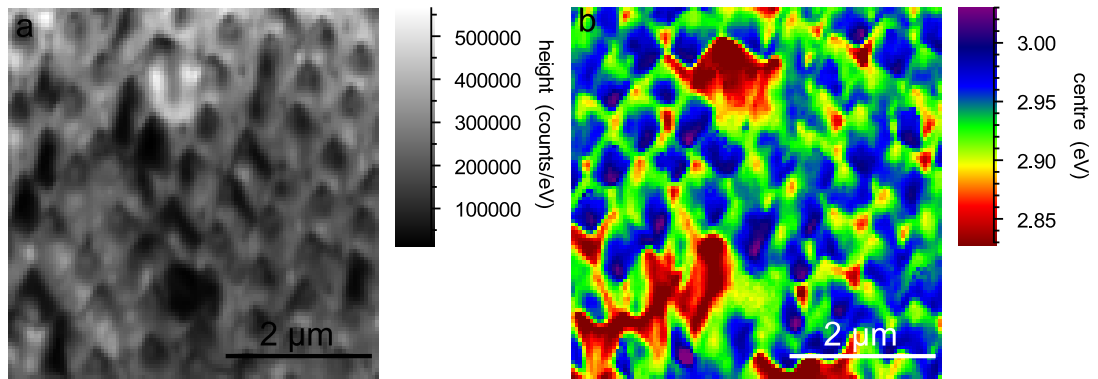 a
2 µm
500000
400000
300000
200000
100000
height (counts/eV)
b
2 µm
3.00
2.95
2.90
2.85
centre (eV)